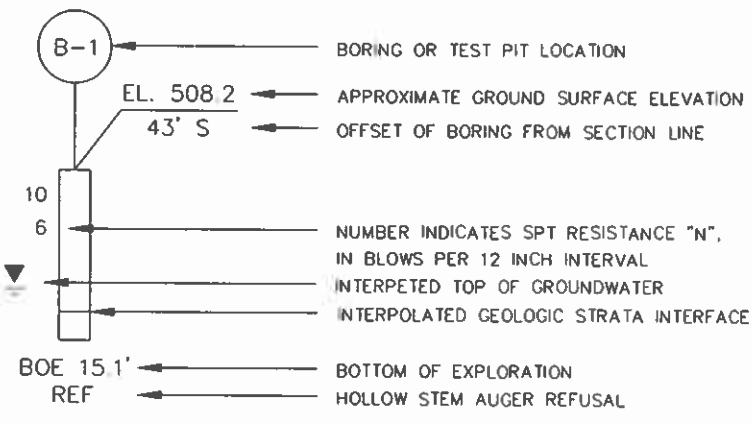 B-1
BORING OR TEST PIT LOCATION
EL. 508.2
APPROXIMATE GROUND SURFACE ELEVATION
43' S
OFFSET OF BORING FROM SECTION LINE
10
6
NUMBER INDICATES SPT RESISTANCE "N",
IN BLOWS PER 12 INCH INTERVAL
INTERPETED TOP OF GROUNDWATER
INTERPOLATED GEOLOGIC STRATA INTERFACE
BOE 15.1'
BOTTOM OF EXPLORATION
REF
HOLLOW STEM AUGER REFUSAL